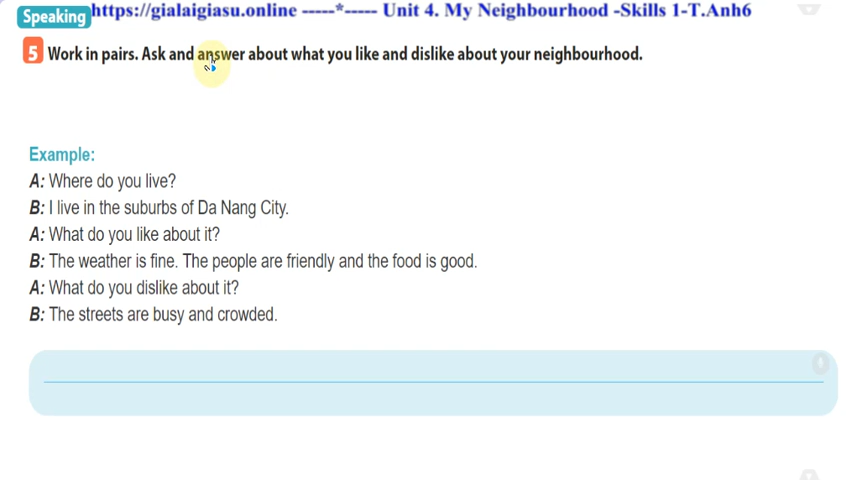 Speaking https://gialaigiasu.online -----*----- Unit 4. My Neighbourhood -Skills 1-T.Anh6
5 Work in pairs. Ask and answer about what you like and dislike about your neighbourhood.
Example:
A: Where do you live?
B: I live in the suburbs of Da Nang City.
A: What do you like about it?
B: The weather is fine. The people are friendly and the food is good.
A: What do you dislike about it?
B: The streets are busy and crowded.